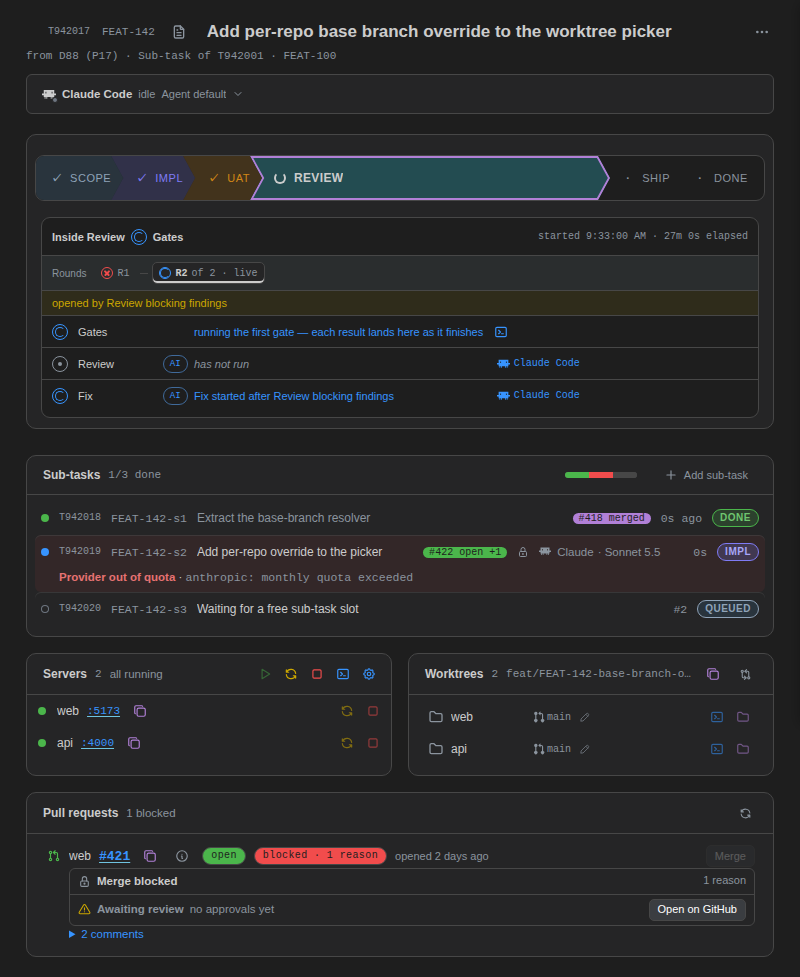 T942017 FEAT-142 Add per-repo base branch override to the worktree picker
from D88 (P17) · Sub-task of T942001 · FEAT-100
Claude Code idle Agent default
SCOPE IMPL UAT REVIEW · SHIP · DONE
Inside Review Gates started 9:33:00 AM · 27m 0s elapsed
Rounds R1 — R2 of 2 · live
opened by Review blocking findings
Gates running the first gate — each result lands here as it finishes
Review AI has not run Claude Code
Fix AI Fix started after Review blocking findings Claude Code
Sub-tasks 1/3 done Add sub-task
T942018 FEAT-142-s1 Extract the base-branch resolver #418 merged 0s ago DONE
T942019 FEAT-142-s2 Add per-repo override to the picker #422 open +1 Claude · Sonnet 5.5 0s IMPL
Provider out of quota · anthropic: monthly quota exceeded
T942020 FEAT-142-s3 Waiting for a free sub-task slot #2 QUEUED
Servers 2 all running
web :5173
api :4000
Worktrees 2 feat/FEAT-142-base-branch-o…
web main
api main
Pull requests 1 blocked
web #421 open blocked · 1 reason opened 2 days ago Merge
Merge blocked 1 reason
Awaiting review no approvals yet Open on GitHub
2 comments